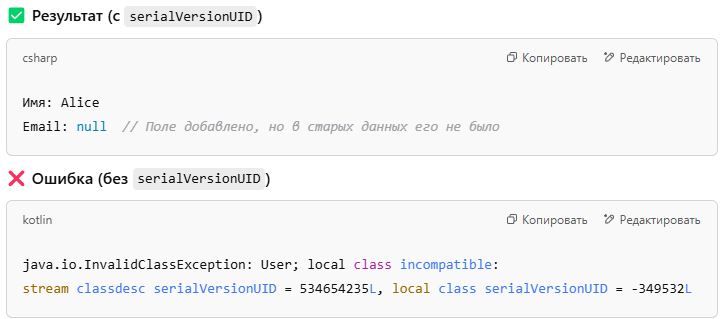 ✅ Результат (с serialVersionUID)
csharp Копировать Редактировать
Имя: Alice
Email: null  // Поле добавлено, но в старых данных его не было
❌ Ошибка (без serialVersionUID)
kotlin Копировать Редактировать
java.io.InvalidClassException: User; local class incompatible:
stream classdesc serialVersionUID = 534654235L, local class serialVersionUID = -349532L